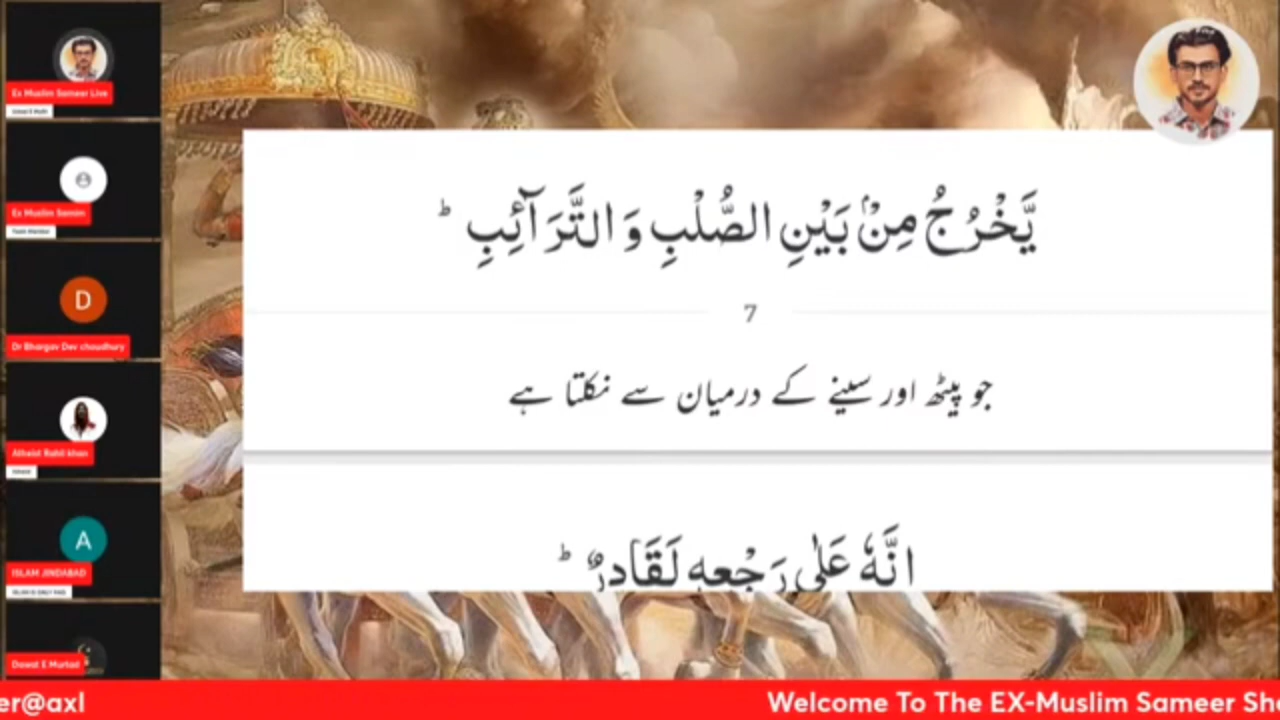 Ex Muslim Sameer Live
Ex Muslim Samim
D
Dr Bhargav Dev choudhury
Atheist Rahil khan
A
ISLAM JINDABAD
Dawat E Murtad
يَّخْرُجُ مِنْۢ بَيْنِ الصُّلْبِ وَ التَّرَآئِبِ ؕ
7
جو پیٹھ اور سینے کے درمیان سے نکلتا ہے
اِنَّهٗ عَلٰى رَجْعِهٖ لَقَادِرٌ ؕ
er@axl
Welcome To The EX-Muslim Sameer Sh